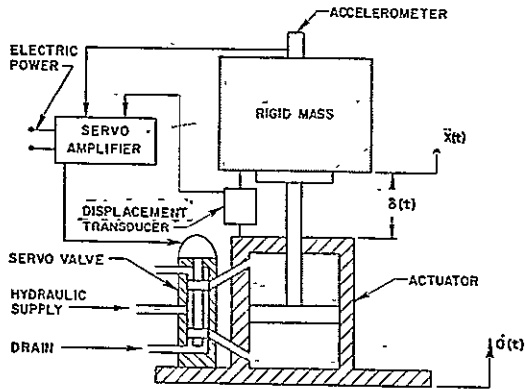 ACCELEROMETER
ELECTRIC
POWER
SERVO
AMPLIFIER
RIGID MASS
ẍ(t)
DISPLACEMENT
TRANSDUCER
δ(t)
SERVO VALVE
ACTUATOR
HYDRAULIC
SUPPLY
DRAIN